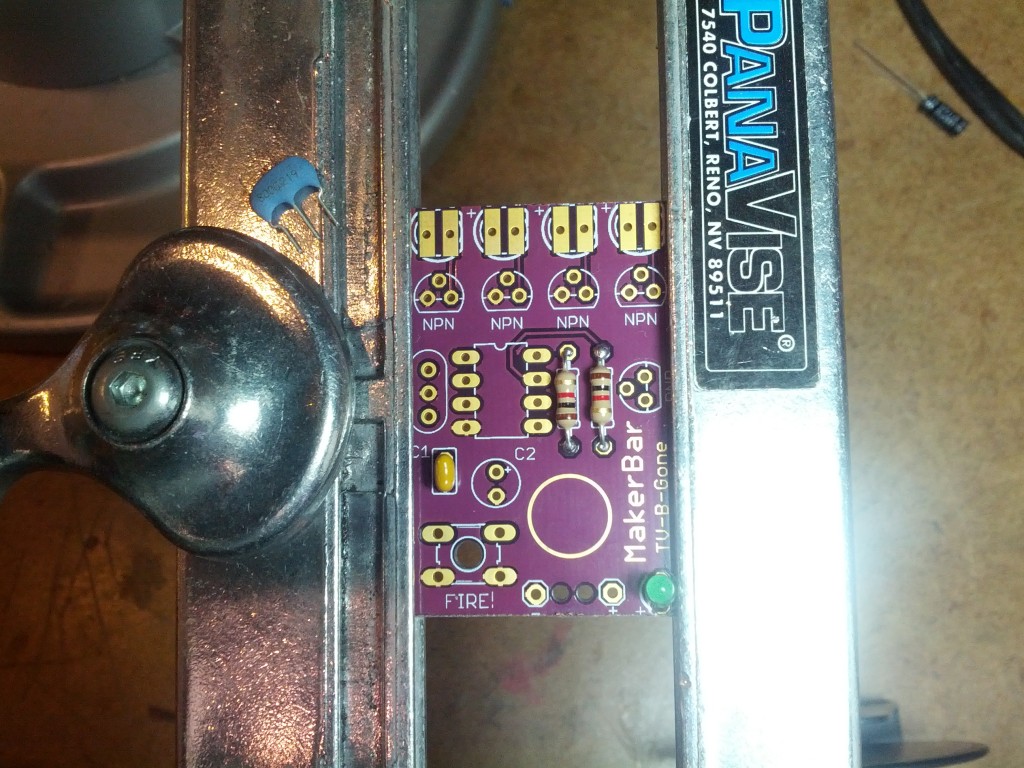 PANAVISE®
7540 COLBERT, RENO, NV 89511
NPN
NPN
NPN
NPN
C1
C2
MakerBar
TV-B-Gone
FIRE!